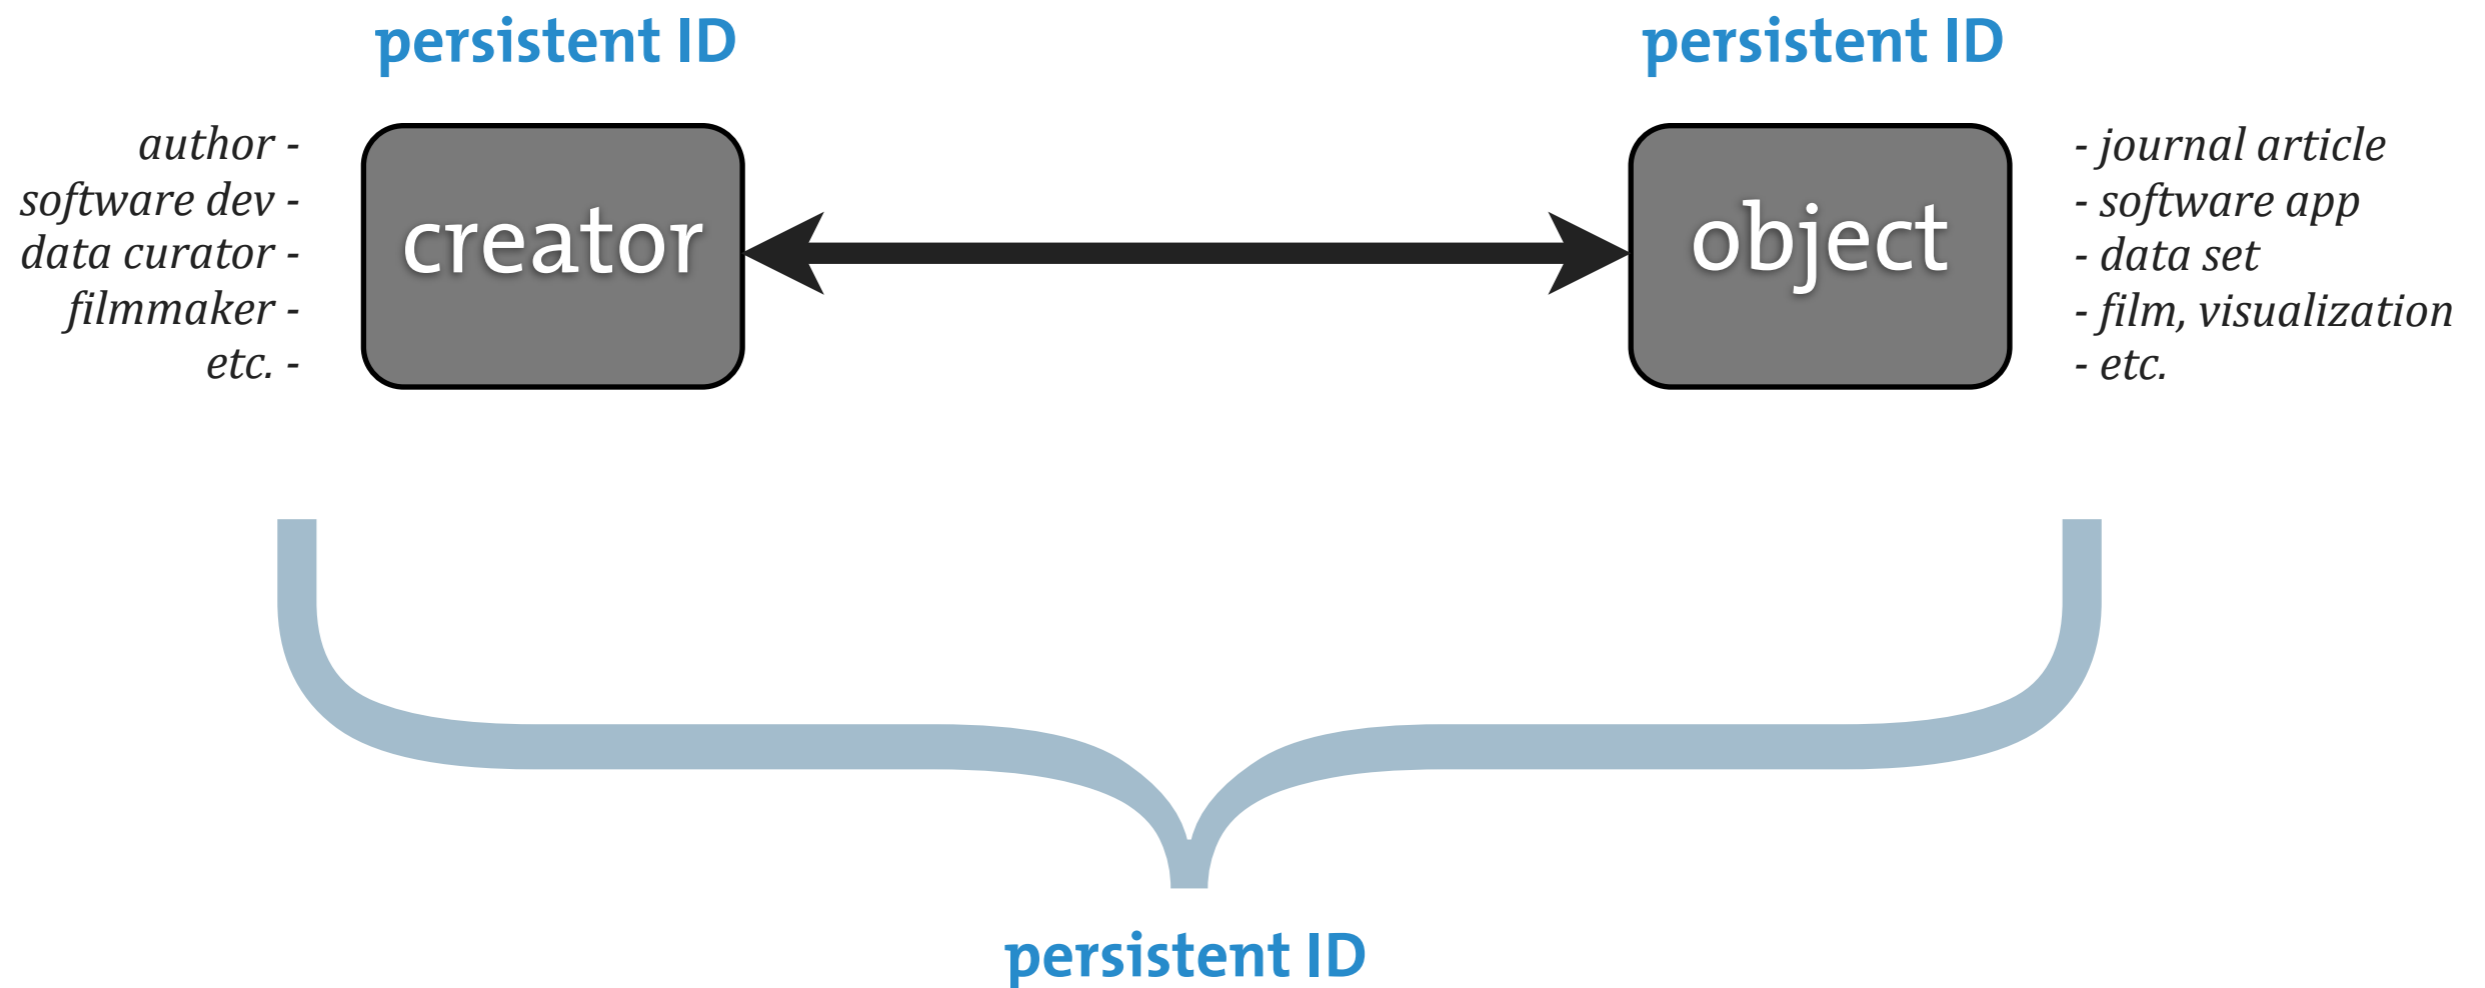 persistent ID
persistent ID
author -
software dev -
data curator -
filmmaker -
etc. -
creator
object
- journal article
- software app
- data set
- film, visualization
- etc.
persistent ID